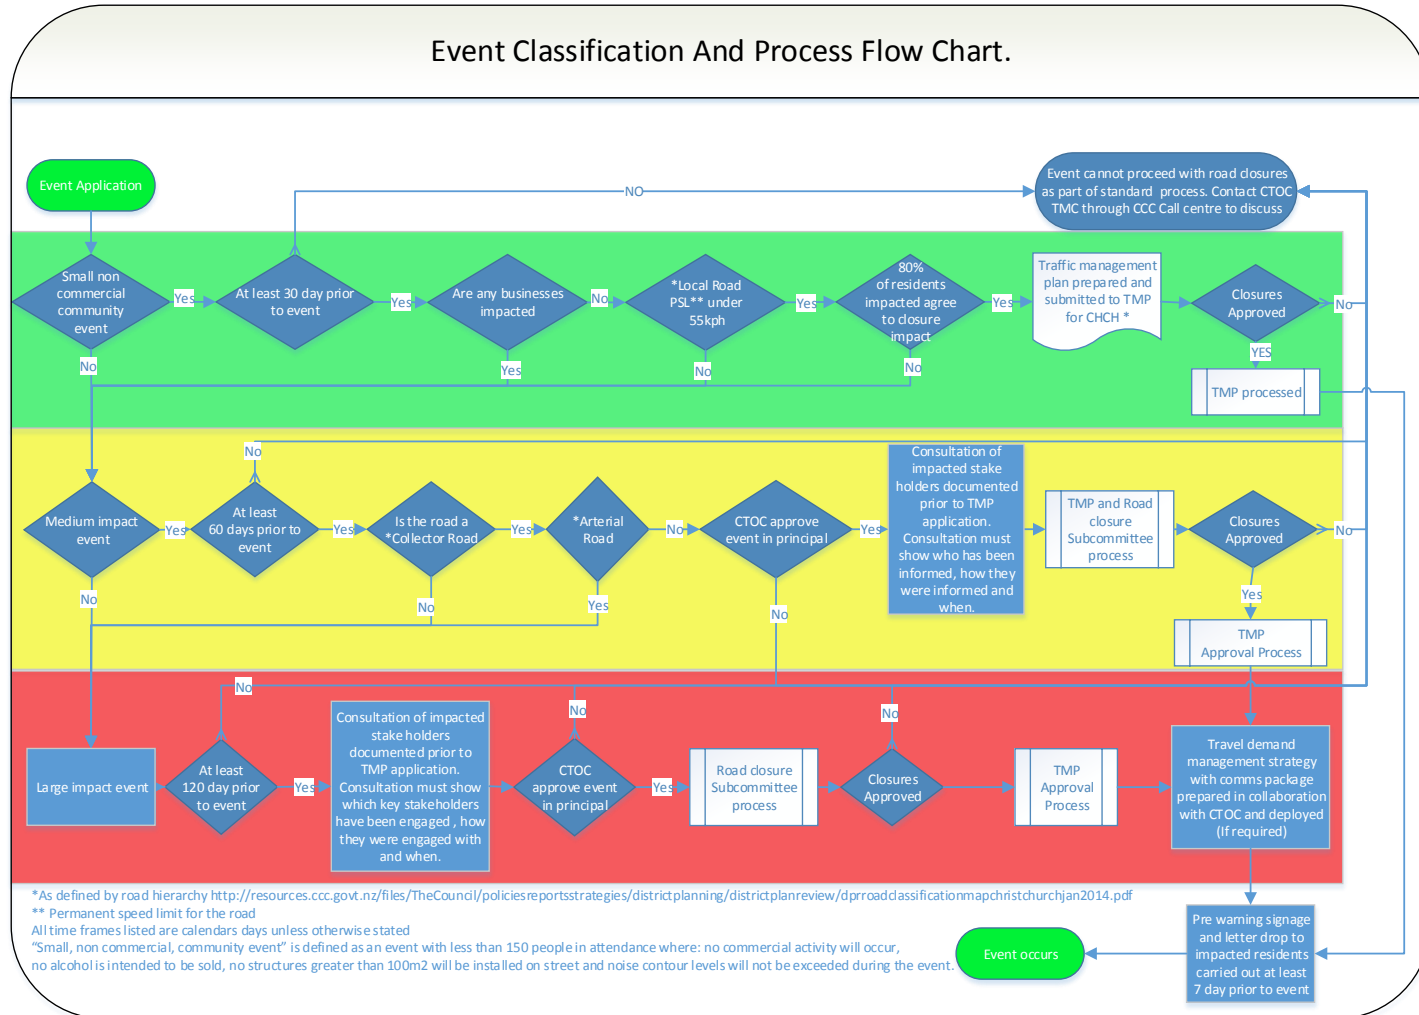 Event Classification And Process Flow Chart.
Event Application
Event cannot proceed with road closures
as part of standard process. Contact CTOC
TMC through CCC Call centre to discuss
NO
Small non
commercial
community
event
Yes
At least 30 day prior
to event
Yes
Are any businesses
impacted
No
*Local Road
PSL** under
55kph
Yes
80%
of residents
impacted agree
to closure
impact
Yes
Traffic management
plan prepared and
submitted to TMP
for CHCH *
Closures
Approved
No
No
Yes
No
No
YES
TMP processed
No
Medium impact
event
Yes
At least
60 days prior to
event
Yes
Is the road a
*Collector Road
Yes
*Arterial
Road
No
CTOC approve
event in principal
Yes
Consultation of
impacted stake
holders documented
prior to TMP
application.
Consultation must
show who has been
informed, how they
were informed and
when.
TMP and Road
closure
Subcommittee
process
Closures
Approved
No
No
No
Yes
No
Yes
TMP
Approval Process
No
No
No
Large impact event
At least
120 day prior
to event
Yes
Consultation of impacted
stake holders
documented prior to
TMP application.
Consultation must show
which key stakeholders
have been engaged , how
they were engaged with
and when.
CTOC
approve event
in principal
Yes
Road closure
Subcommittee
process
Closures
Approved
TMP
Approval
Process
Travel demand
management strategy
with comms package
prepared in collaboration
with CTOC and deployed
(If required)
*As defined by road hierarchy http://resources.ccc.govt.nz/files/TheCouncil/policiesreportsstrategies/districtplanning/districtplanreview/dprroadclassificationmapchristchurchjan2014.pdf
** Permanent speed limit for the road
All time frames listed are calendars days unless otherwise stated
“Small, non commercial, community event” is defined as an event with less than 150 people in attendance where: no commercial activity will occur,
no alcohol is intended to be sold, no structures greater than 100m2 will be installed on street and noise contour levels will not be exceeded during the event.
Event occurs
Pre warning signage
and letter drop to
impacted residents
carried out at least
7 day prior to event